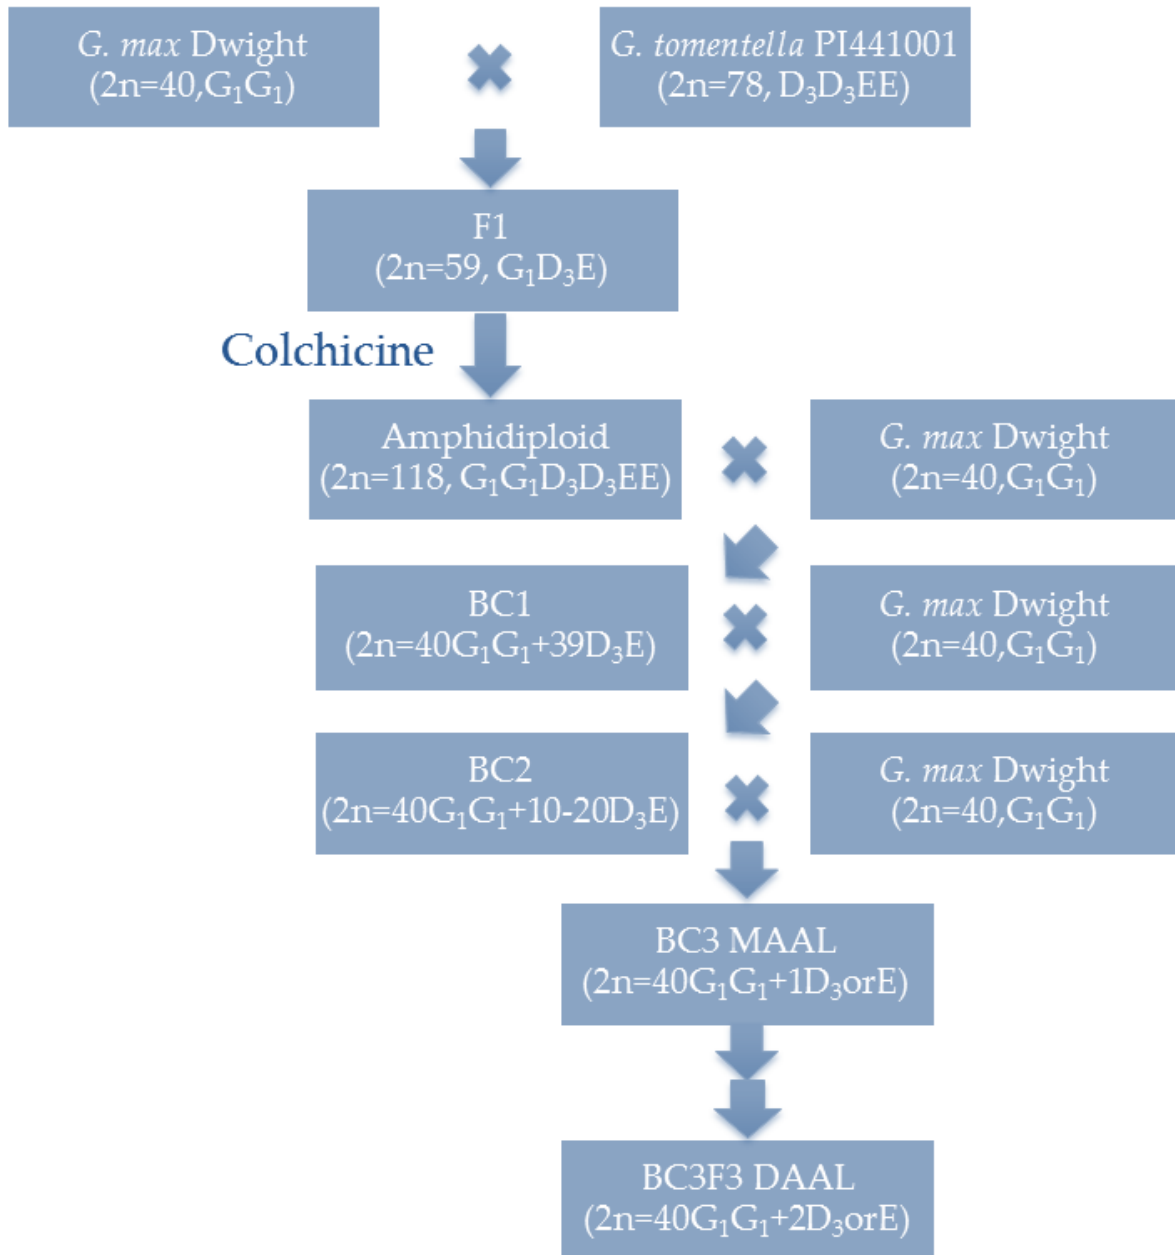 G. max Dwight
(2n=40,G₁G₁)
G. tomentella PI441001
(2n=78, D₃D₃EE)
F1
(2n=59, G₁D₃E)
Colchicine
Amphidiploid
(2n=118, G₁G₁D₃D₃EE)
G. max Dwight
(2n=40,G₁G₁)
BC1
(2n=40G₁G₁+39D₃E)
G. max Dwight
(2n=40,G₁G₁)
BC2
(2n=40G₁G₁+10-20D₃E)
G. max Dwight
(2n=40,G₁G₁)
BC3 MAAL
(2n=40G₁G₁+1D₃orE)
BC3F3 DAAL
(2n=40G₁G₁+2D₃orE)